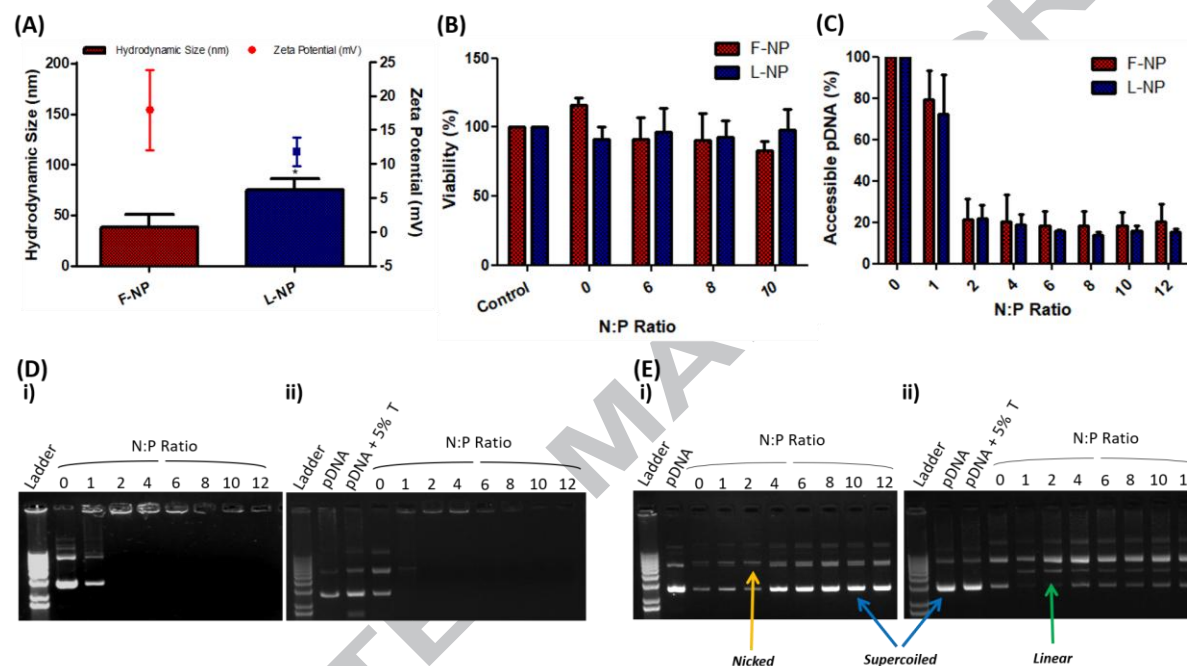 (A)
Hydrodynamic Size (nm) Zeta Potential (mV)
Hydrodynamic Size (nm)
200
150
100
50
0
25
20
15
10
5
0
-5
Zeta Potential (mV)
*
F-NP L-NP
(B)
F-NP
L-NP
Viability (%)
150
100
50
0
Control 0 6 8 10
N:P Ratio
(C)
F-NP
L-NP
Accessible pDNA (%)
100
80
60
40
20
0
0 1 2 4 6 8 10 12
N:P Ratio
(D)
i)
N:P Ratio
Ladder 0 1 2 4 6 8 10 12
ii)
N:P Ratio
Ladder pDNA pDNA + 5% T 0 1 2 4 6 8 10 12
(E)
i)
N:P Ratio
Ladder pDNA 0 1 2 4 6 8 10 12
ii)
N:P Ratio
Ladder pDNA pDNA + 5% T 0 1 2 4 6 8 10 1
Nicked Supercoiled Linear